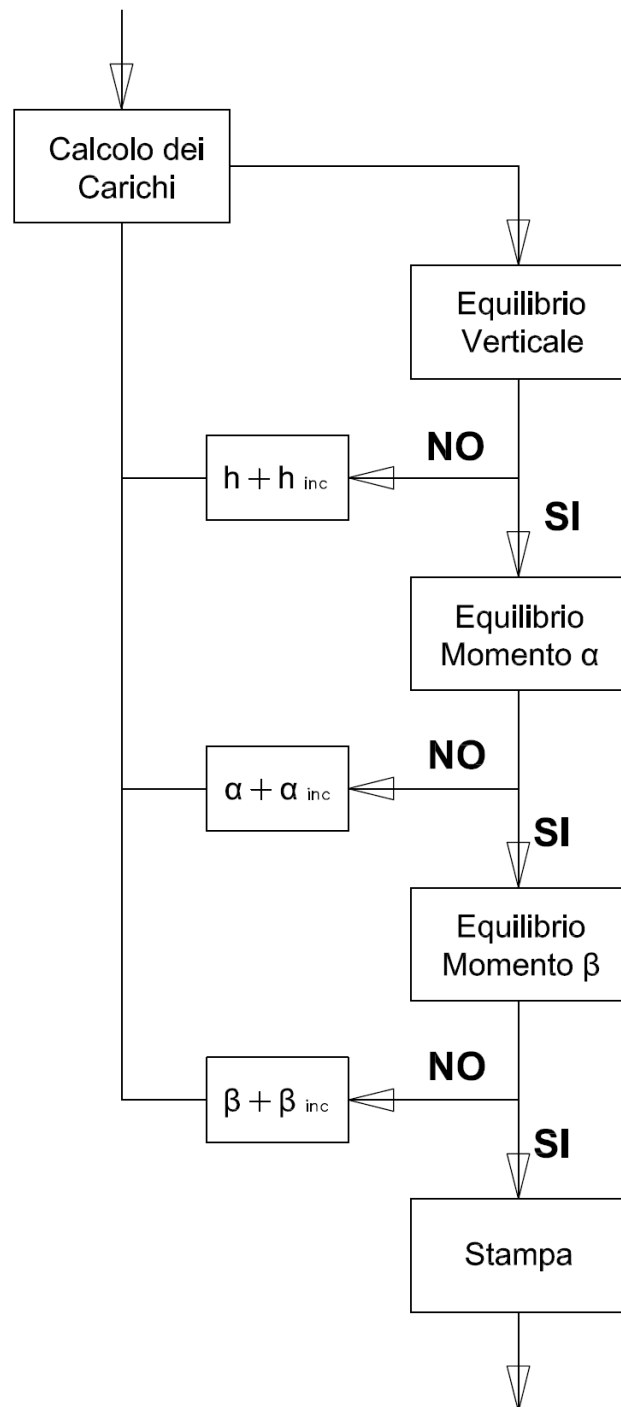 Calcolo dei
Carichi
Equilibrio
Verticale
NO
h + h inc
SI
Equilibrio
Momento α
NO
α + α inc
SI
Equilibrio
Momento β
NO
β + β inc
SI
Stampa